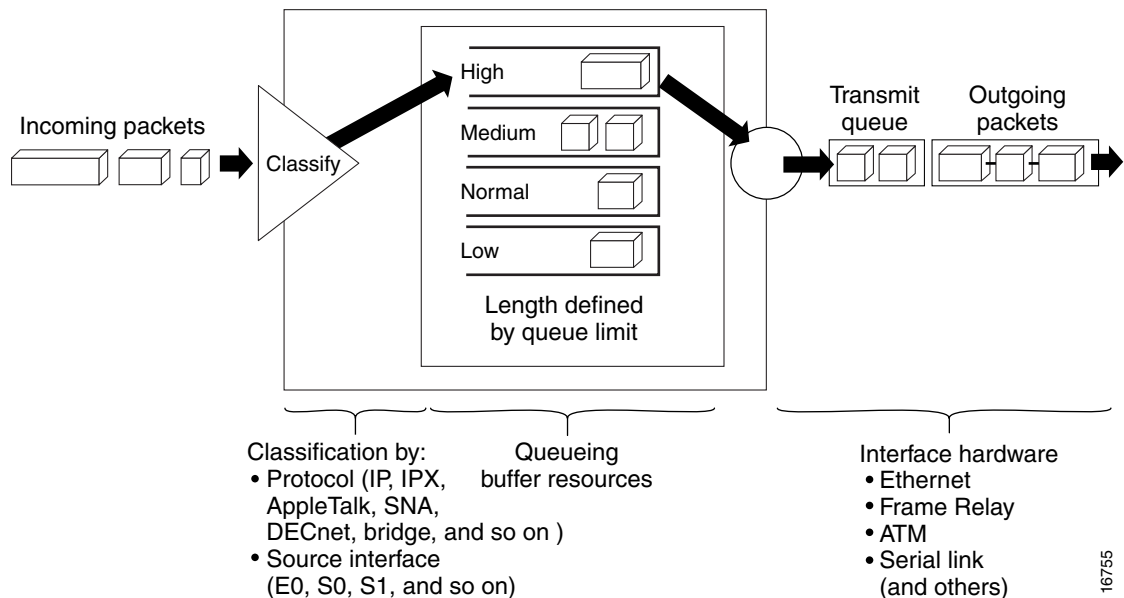 Incoming packets
Classify
High
Medium
Normal
Low
Length defined
by queue limit
Transmit
queue
Outgoing
packets
Classification by:
• Protocol (IP, IPX,
AppleTalk, SNA,
DECnet, bridge, and so on )
• Source interface
(E0, S0, S1, and so on)
Queueing
buffer resources
Interface hardware
• Ethernet
• Frame Relay
• ATM
• Serial link
(and others)
16755